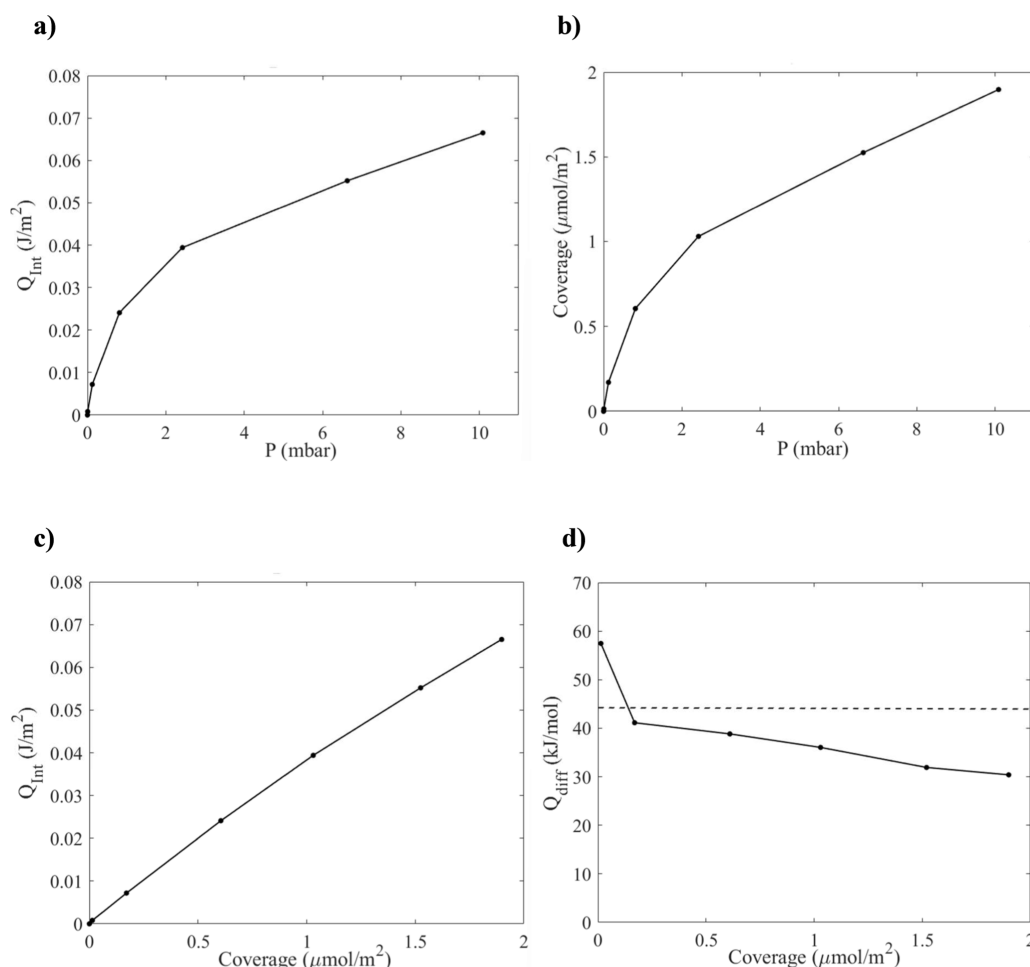 a)
0.08
0.07
0.06
0.05
0.04
0.03
0.02
0.01
0
Q_Int (J/m²)
0 2 4 6 8 10
P (mbar)
b)
2
1.5
1
0.5
0
Coverage (μmol/m²)
0 2 4 6 8 10
P (mbar)
c)
0.08
0.07
0.06
0.05
0.04
0.03
0.02
0.01
0
Q_Int (J/m²)
0 0.5 1 1.5 2
Coverage (μmol/m²)
d)
70
60
50
40
30
20
10
0
Q_diff (kJ/mol)
0 0.5 1 1.5 2
Coverage (μmol/m²)